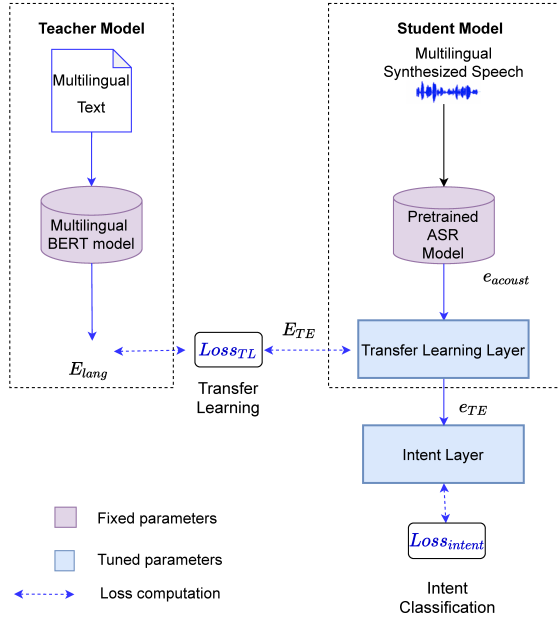 Teacher Model
Multilingual
Text
Multilingual
BERT model
E_lang
Loss_TL
Transfer
Learning
E_TE
Student Model
Multilingual
Synthesized Speech
Pretrained
ASR
Model
e_acoust
Transfer Learning Layer
e_TE
Intent Layer
Loss_intent
Intent
Classification
Fixed parameters
Tuned parameters
Loss computation